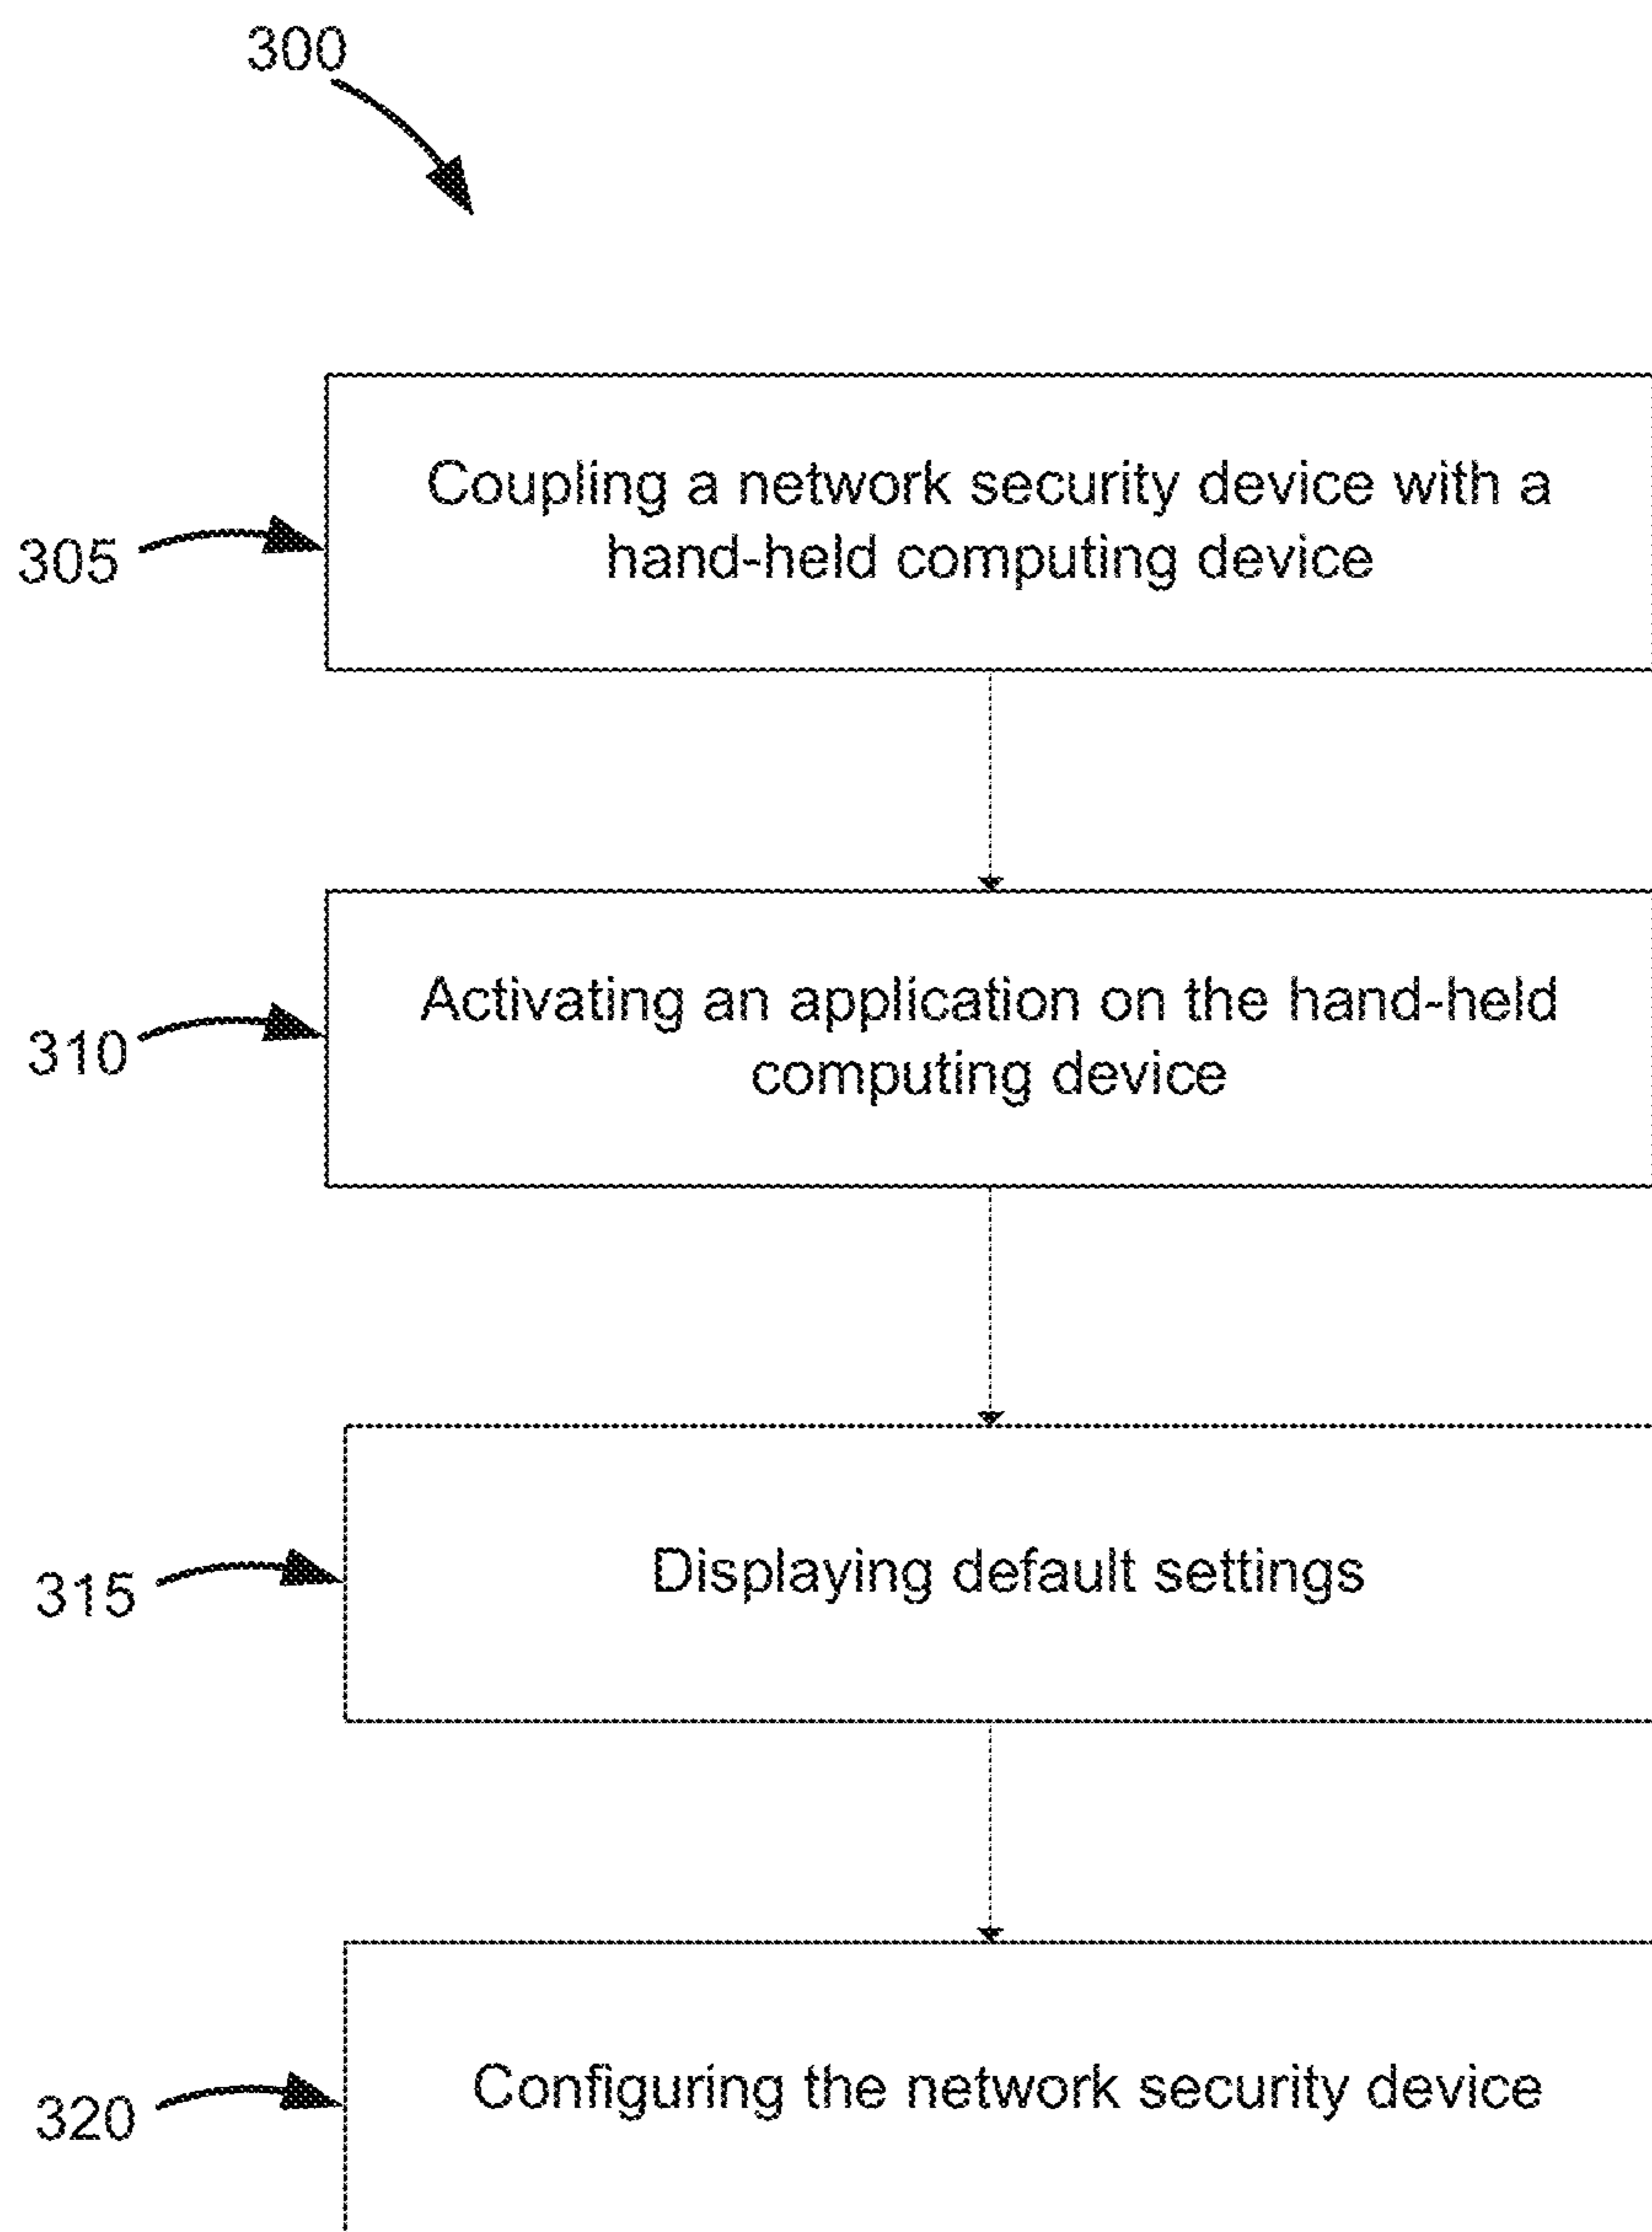 300
305
Coupling a network security device with a
hand-held computing device
310
Activating an application on the hand-held
computing device
315
Displaying default settings
320
Configuring the network security device